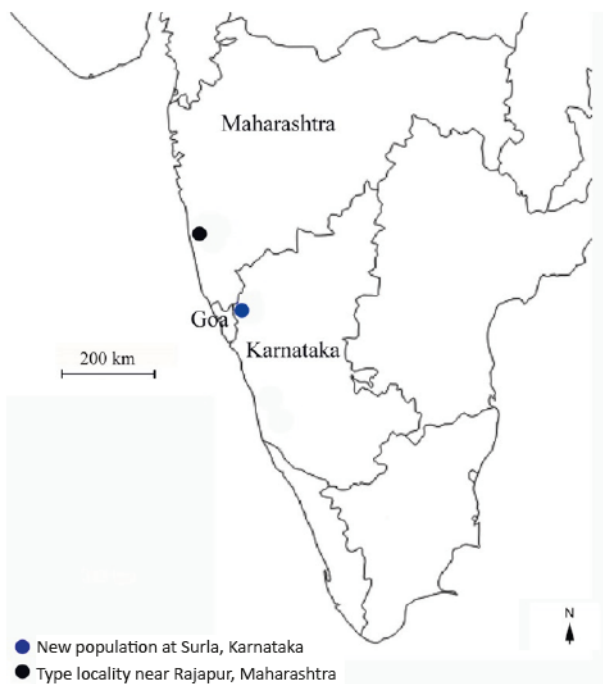 Maharashtra
Goa
Karnataka
200 km
N
New population at Surla, Karnataka
Type locality near Rajapur, Maharashtra